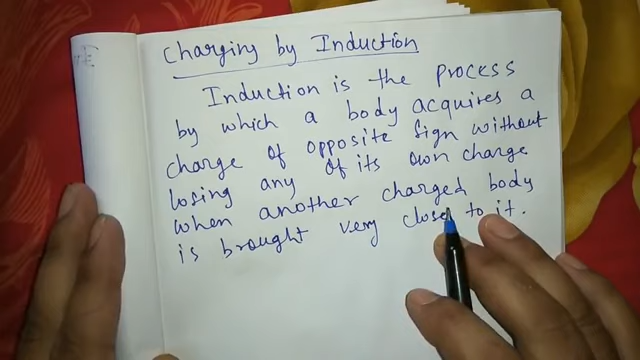 Charging by Induction
Induction is the process
by which a body acquires a
charge of opposite sign without
losing any of its own charge
when another charged body
is brought very close to it.